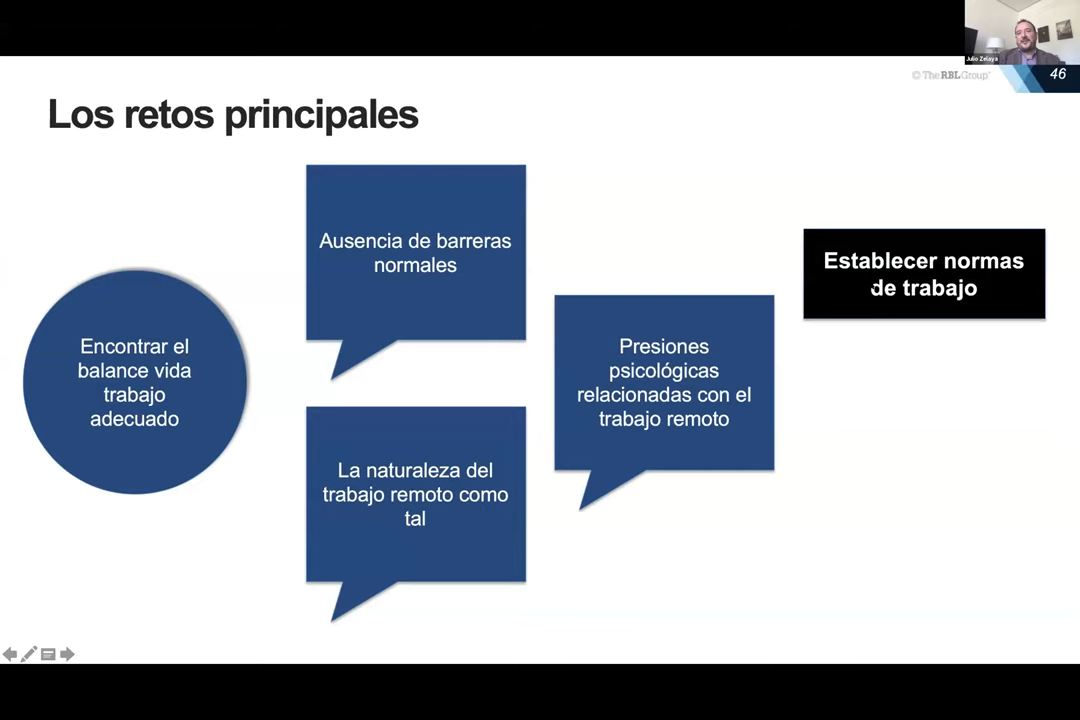 Julio Zelaya
© The RBL Group®
46
Los retos principales
Encontrar el
balance vida
trabajo
adecuado
Ausencia de barreras
normales
La naturaleza del
trabajo remoto como
tal
Presiones
psicológicas
relacionadas con el
trabajo remoto
Establecer normas
de trabajo